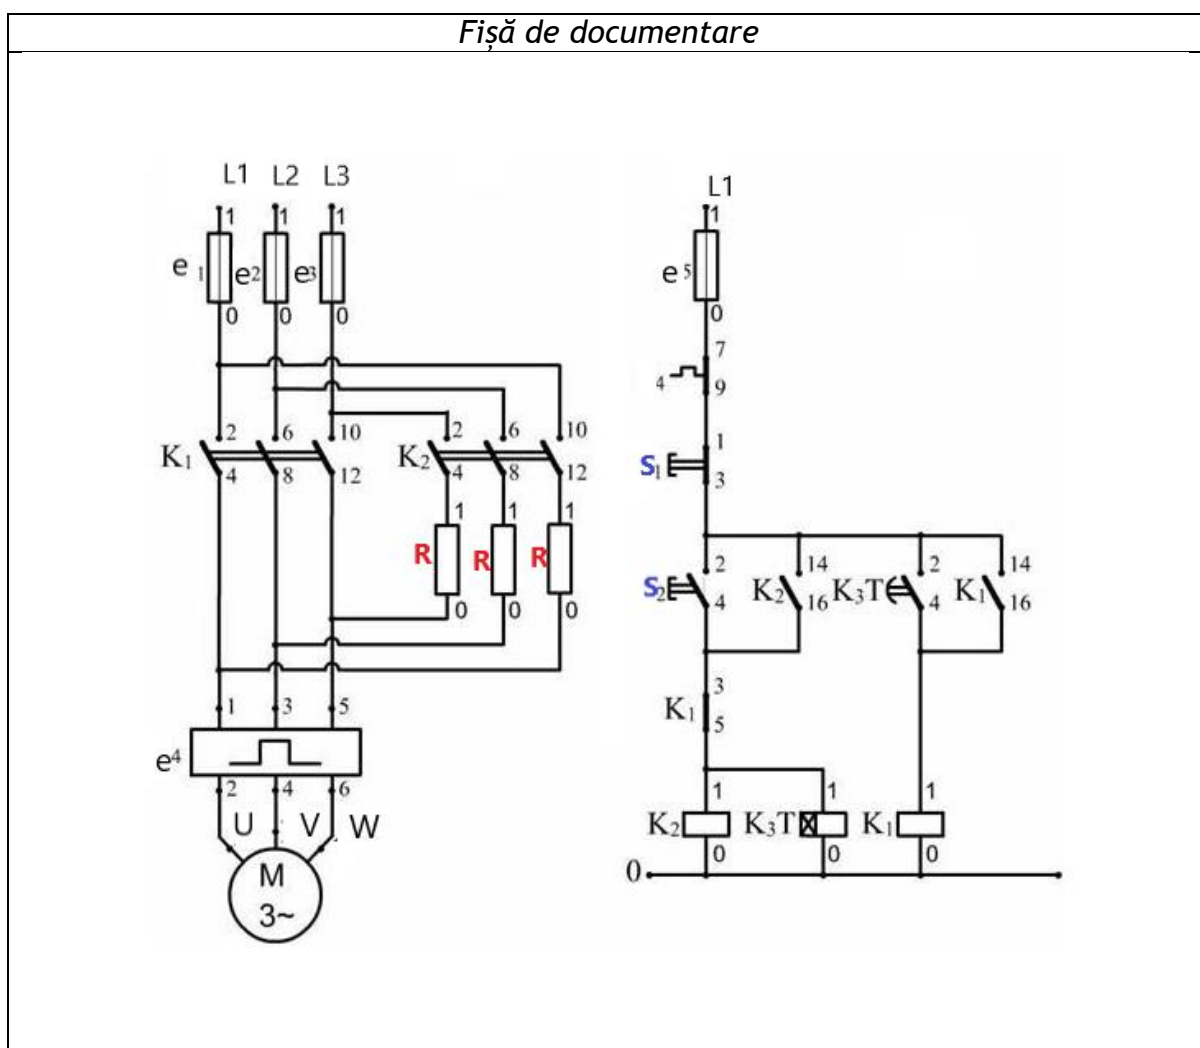 Fișă de documentare
L1 L2 L3
L1
1 1 1
1
e1 e2 e3
e5
0 0 0
0
7
4
9
2 6 10 2 6 10
K1 K2
4 8 12 4 8 12
1
S1
3
1 1 1
R R R
0 0 0
2 14 2 14
S2 K2 K3T K1
4 16 4 16
3
K1
5
1 3 5
e4
2 4 6
U V W
1 1 1
K2 K3T K1
0 0 0
0
M
3~